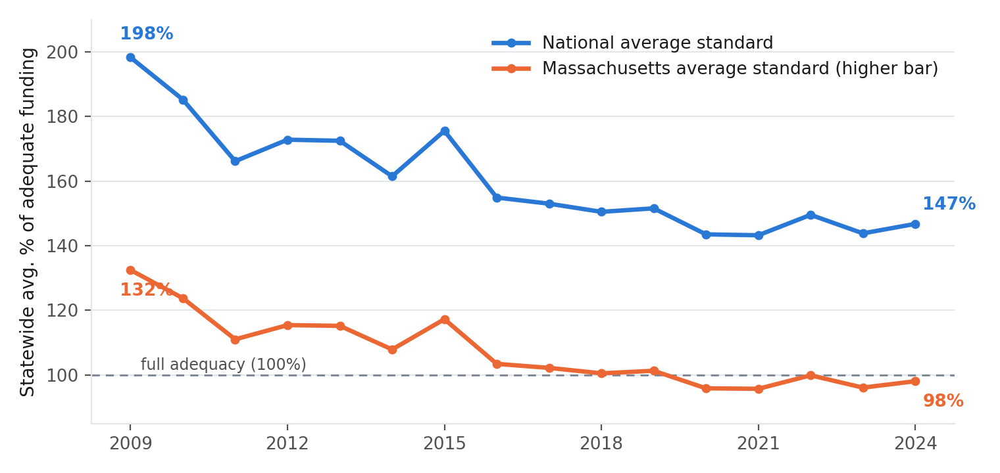 198%
National average standard
Massachusetts average standard (higher bar)
Statewide avg. % of adequate funding
200
180
160
140
120
100
147%
132%
full adequacy (100%)
98%
2009 2012 2015 2018 2021 2024